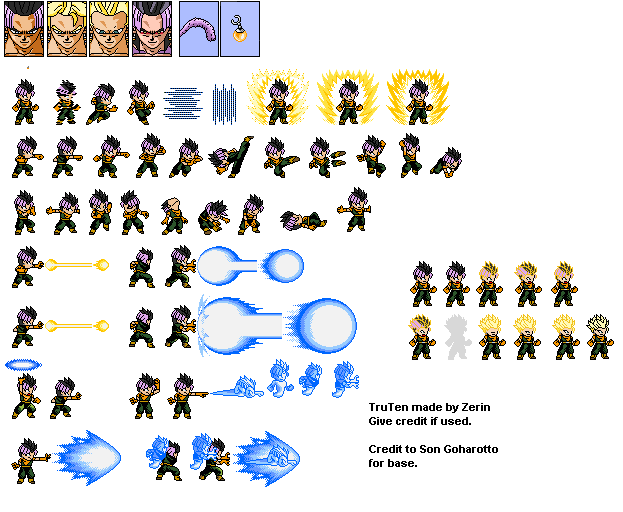 TruTen made by Zerin
Give credit if used.
Credit to Son Goharotto
for base.